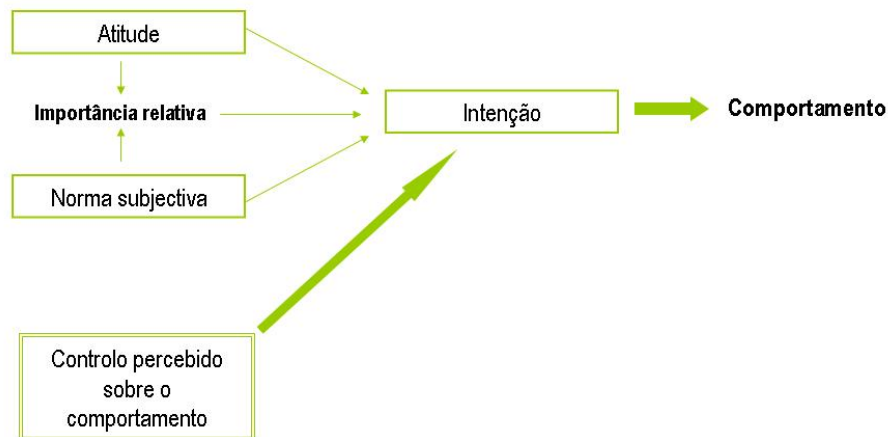 Atitude
Importância relativa
Norma subjectiva
Intenção
Comportamento
Controlo percebido
sobre o
comportamento